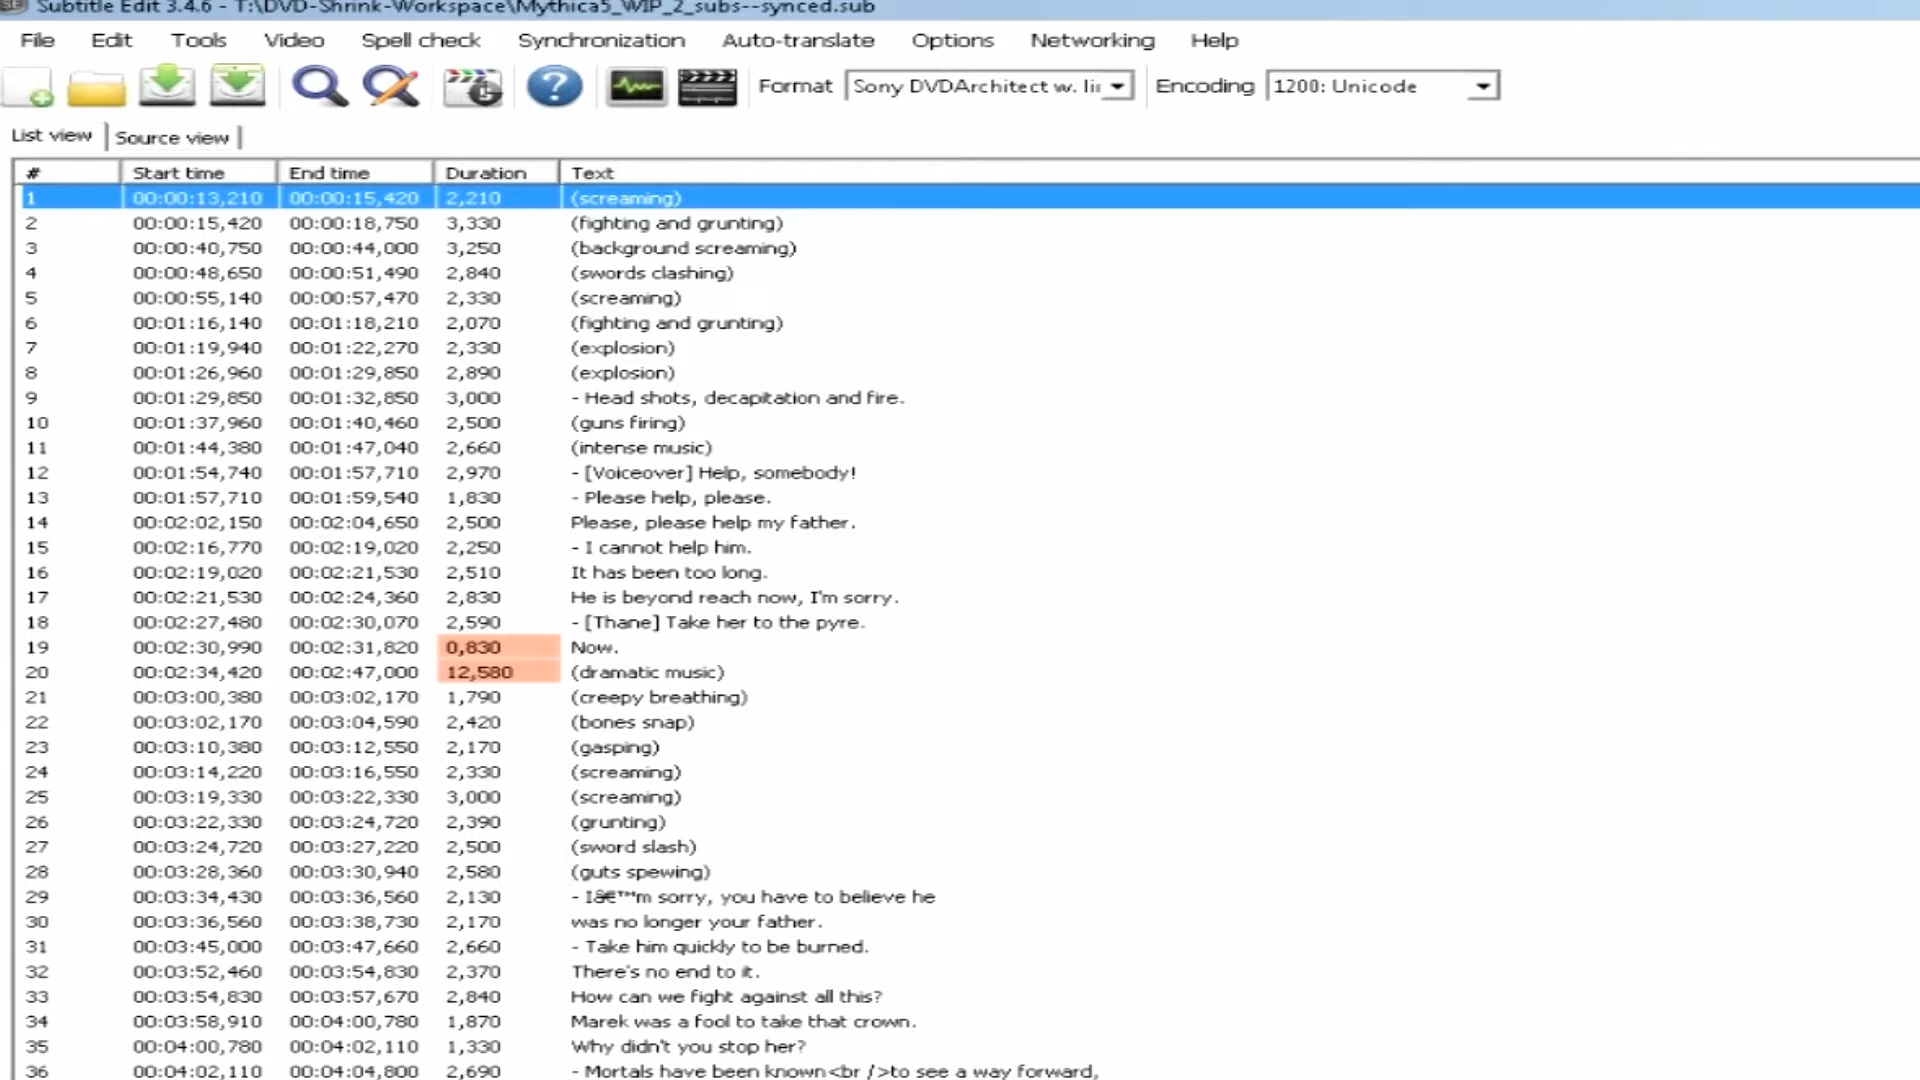 Subtitle Edit 3.4.6 - T:\DVD-Shrink-Workspace\Mythica5_WIP_2_subs--synced.sub
File Edit Tools Video Spell check Synchronization Auto-translate Options Networking Help
Format Sony DVDArchitect w. Encoding 1200: Unicode
List view Source view
# Start time End time Duration Text
1 00:00:13,210 00:00:15,420 2,210 (screaming)
2 00:00:15,420 00:00:18,750 3,330 (fighting and grunting)
3 00:00:40,750 00:00:44,000 3,250 (background screaming)
4 00:00:48,650 00:00:51,490 2,840 (swords clashing)
5 00:00:55,140 00:00:57,470 2,330 (screaming)
6 00:01:16,140 00:01:18,210 2,070 (fighting and grunting)
7 00:01:19,940 00:01:22,270 2,330 (explosion)
8 00:01:26,960 00:01:29,850 2,890 (explosion)
9 00:01:29,850 00:01:32,850 3,000 - Head shots, decapitation and fire.
10 00:01:37,960 00:01:40,460 2,500 (guns firing)
11 00:01:44,380 00:01:47,040 2,660 (intense music)
12 00:01:54,740 00:01:57,710 2,970 - [Voiceover] Help, somebody!
13 00:01:57,710 00:01:59,540 1,830 - Please help, please.
14 00:02:02,150 00:02:04,650 2,500 Please, please help my father.
15 00:02:16,770 00:02:19,020 2,250 - I cannot help him.
16 00:02:19,020 00:02:21,530 2,510 It has been too long.
17 00:02:21,530 00:02:24,360 2,830 He is beyond reach now, I'm sorry.
18 00:02:27,480 00:02:30,070 2,590 - [Thane] Take her to the pyre.
19 00:02:30,990 00:02:31,820 0,830 Now.
20 00:02:34,420 00:02:47,000 12,580 (dramatic music)
21 00:03:00,380 00:03:02,170 1,790 (creepy breathing)
22 00:03:02,170 00:03:04,590 2,420 (bones snap)
23 00:03:10,380 00:03:12,550 2,170 (gasping)
24 00:03:14,220 00:03:16,550 2,330 (screaming)
25 00:03:19,330 00:03:22,330 3,000 (screaming)
26 00:03:22,330 00:03:24,720 2,390 (grunting)
27 00:03:24,720 00:03:27,220 2,500 (sword slash)
28 00:03:28,360 00:03:30,940 2,580 (guts spewing)
29 00:03:34,430 00:03:36,560 2,130 - Iâ€™m sorry, you have to believe he
30 00:03:36,560 00:03:38,730 2,170 was no longer your father.
31 00:03:45,000 00:03:47,660 2,660 - Take him quickly to be burned.
32 00:03:52,460 00:03:54,830 2,370 There's no end to it.
33 00:03:54,830 00:03:57,670 2,840 How can we fight against all this?
34 00:03:58,910 00:04:00,780 1,870 Marek was a fool to take that crown.
35 00:04:00,780 00:04:02,110 1,330 Why didn't you stop her?
36 00:04:02,110 00:04:04,800 2,690 - Mortals have been known<br />to see a way forward,